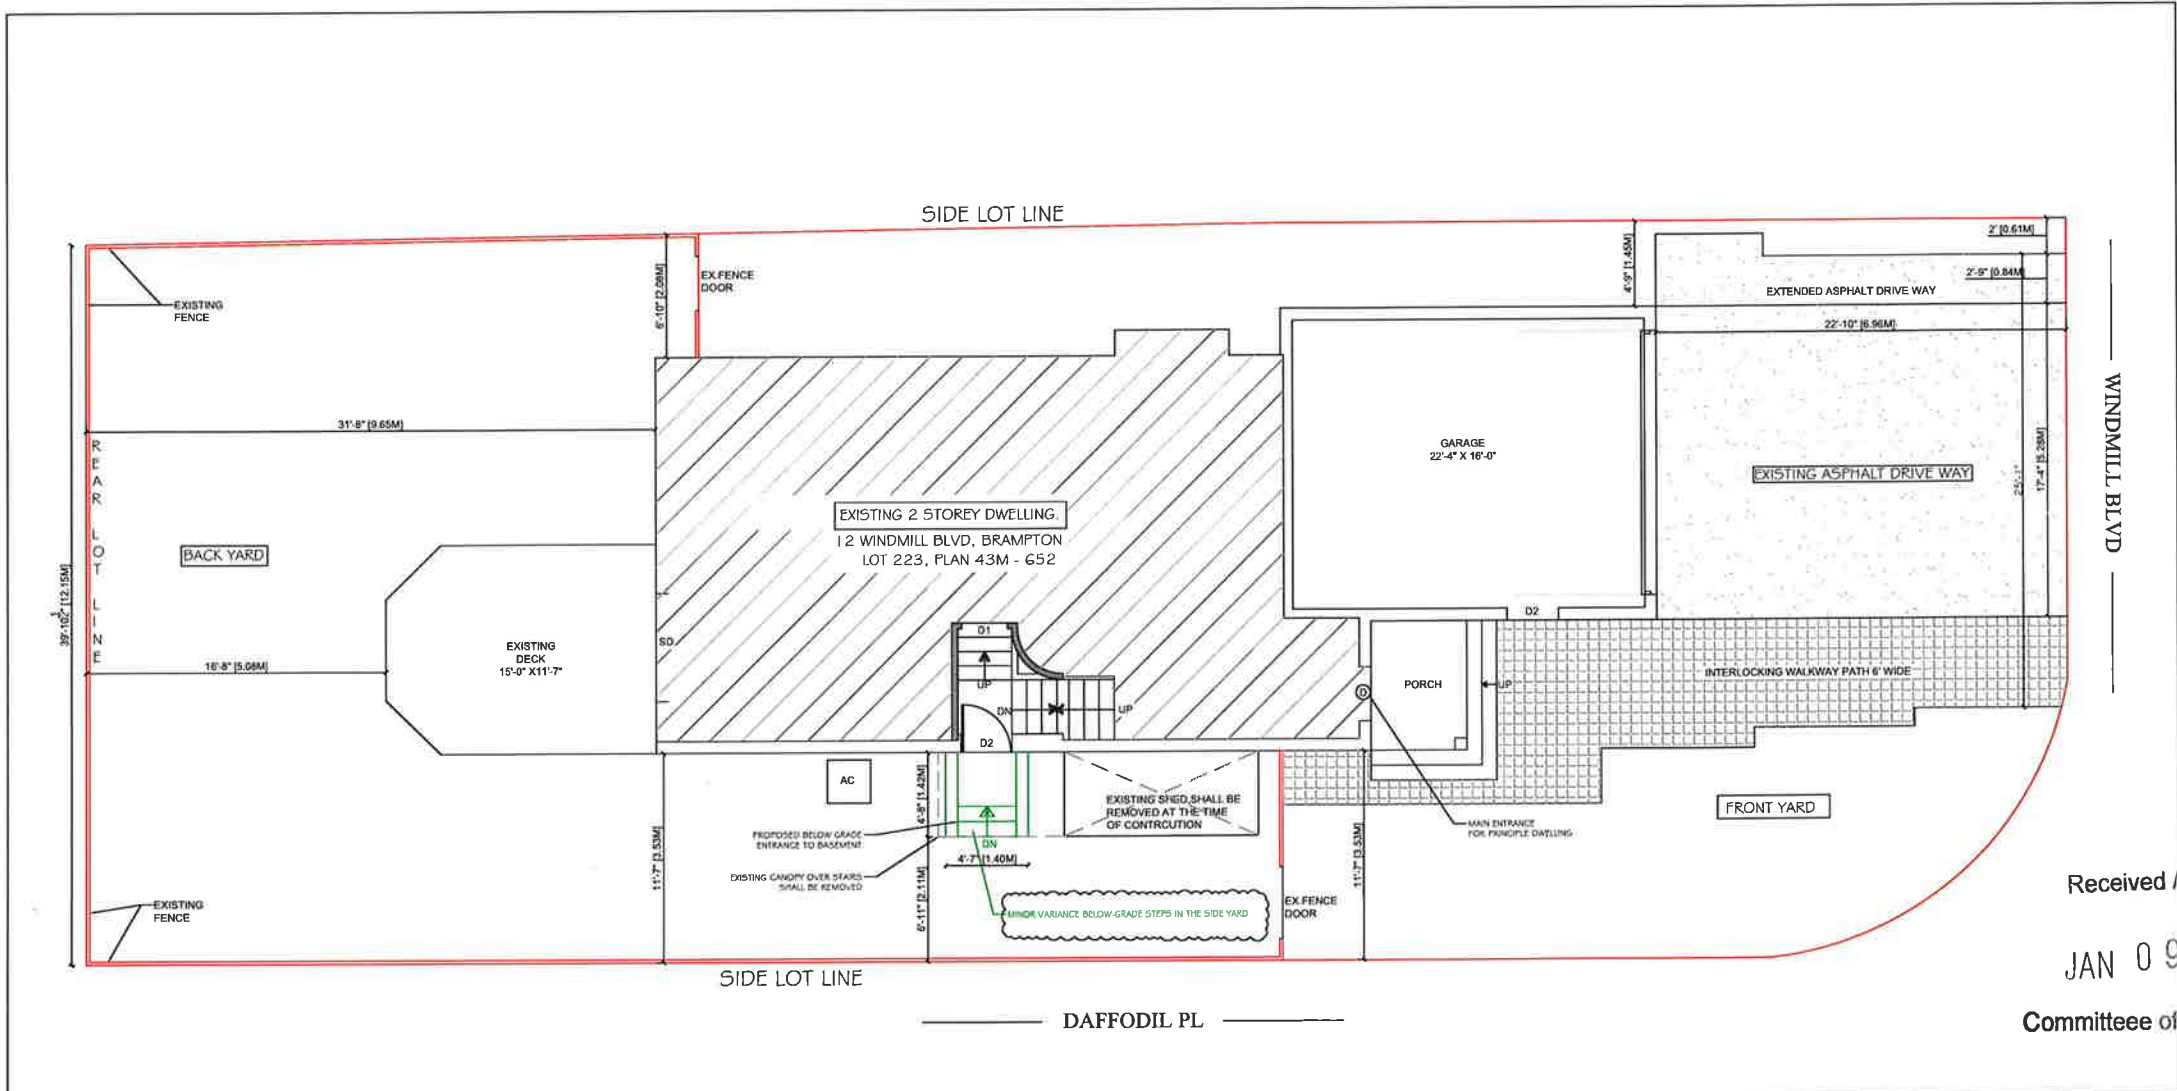 SIDE LOT LINE
2' [0.61M]
2'-9" [0.84M]
4'-9" [1.45M]
EXTENDED ASPHALT DRIVE WAY
22'-10" [6.96M]
6'-10" [2.08M]
EX.FENCE
DOOR
EXISTING
FENCE
31'-8" [9.65M]
REAR LOT LINE
BACK YARD
16'-8" [5.08M]
EXISTING
DECK
15'-0" X11'-7"
SD
EXISTING 2 STOREY DWELLING.
12 WINDMILL BLVD, BRAMPTON
LOT 223, PLAN 43M - 652
GARAGE
22'-4" X 16'-0"
EXISTING ASPHALT DRIVE WAY
17'-4" [5.28M]
WINDMILL BLVD
D2
D1
UP
DN
UP
D2
D
PORCH
UP
INTERLOCKING WALKWAY PATH 6' WIDE
AC
4'-8" [1.42M]
EXISTING SHED SHALL BE
REMOVED AT THE TIME
OF CONTRCUTION
FRONT YARD
MAIN ENTRANCE
FOR PRINCIPLE DWELLING
PROPOSED BELOW GRADE
ENTRANCE TO BASEMENT
DN
4'-7" [1.40M]
EXISTING CANOPY OVER STAIRS
SHALL BE REMOVED
11'-7" [3.53M]
6'-11" [2.11M]
MINOR VARIANCE BELOW-GRADE STEPS IN THE SIDE YARD
EX.FENCE
DOOR
11'-7" [3.53M]
EXISTING
FENCE
SIDE LOT LINE
DAFFODIL PL
Received /
JAN 09
Committeee of